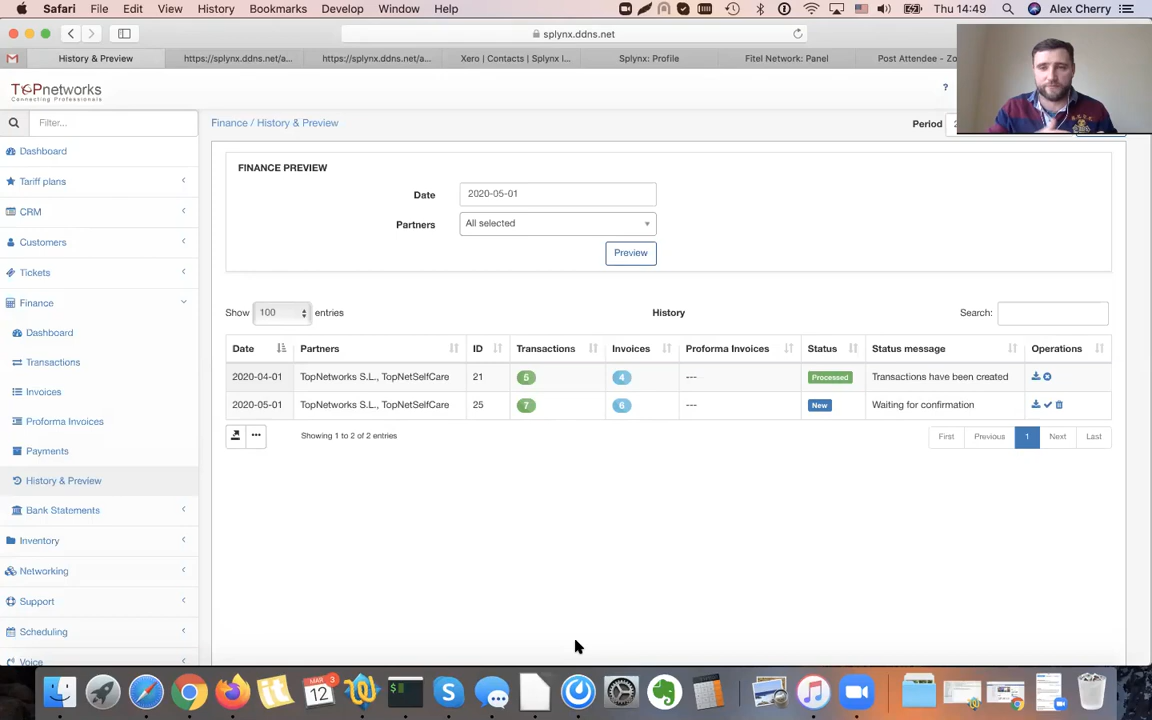 Safari File Edit View History Bookmarks Develop Window Help Thu 14:49 Alex Cherry
splynx.ddns.net
History & Preview https://splynx.ddns.net/a... https://splynx.ddns.net/a... Xero | Contacts | Splynx I... Splynx: Profile Fitel Network: Panel Post Attendee - Zo
TOPnetworks
Connecting Professionals
?
Filter...
Finance / History & Preview
Period
Dashboard
Tariff plans
CRM
Customers
Tickets
Finance
Dashboard
Transactions
Invoices
Proforma Invoices
Payments
History & Preview
Bank Statements
Inventory
Networking
Support
Scheduling
Voice
FINANCE PREVIEW
Date 2020-05-01
Partners All selected
Preview
Show 100 entries History Search:
Date Partners ID Transactions Invoices Proforma Invoices Status Status message Operations
2020-04-01 TopNetworks S.L., TopNetSelfCare 21 5 4 --- Processed Transactions have been created
2020-05-01 TopNetworks S.L., TopNetSelfCare 25 7 6 --- New Waiting for confirmation
Showing 1 to 2 of 2 entries First Previous 1 Next Last
MAR 3
12